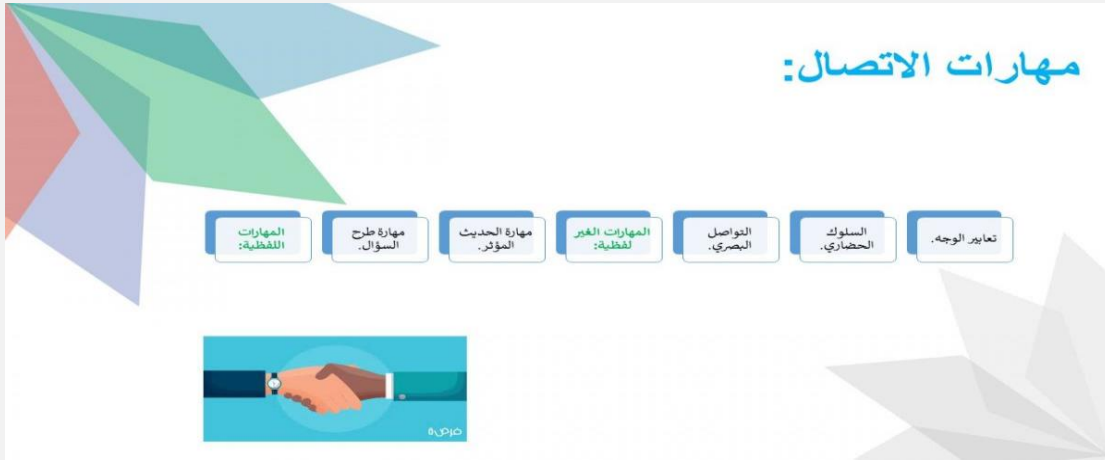 مهارات الاتصال:
المهارات
اللفظية:
مهارة طرح
السؤال.
مهارة الحديث
المؤثر.
المهارات الغير
لفظية:
التواصل
البصري.
السلوك
الحضاري.
تعابير الوجه.
فرصة